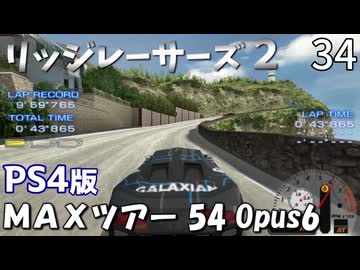 リッジレーサーズ２ 34
LAP RECORD
9'59"765
TOTAL TIME
0'43"865
LAP TIME
0'43"865
GALAXIAN
PS4版
MAXツアー 54 Opus6
AT